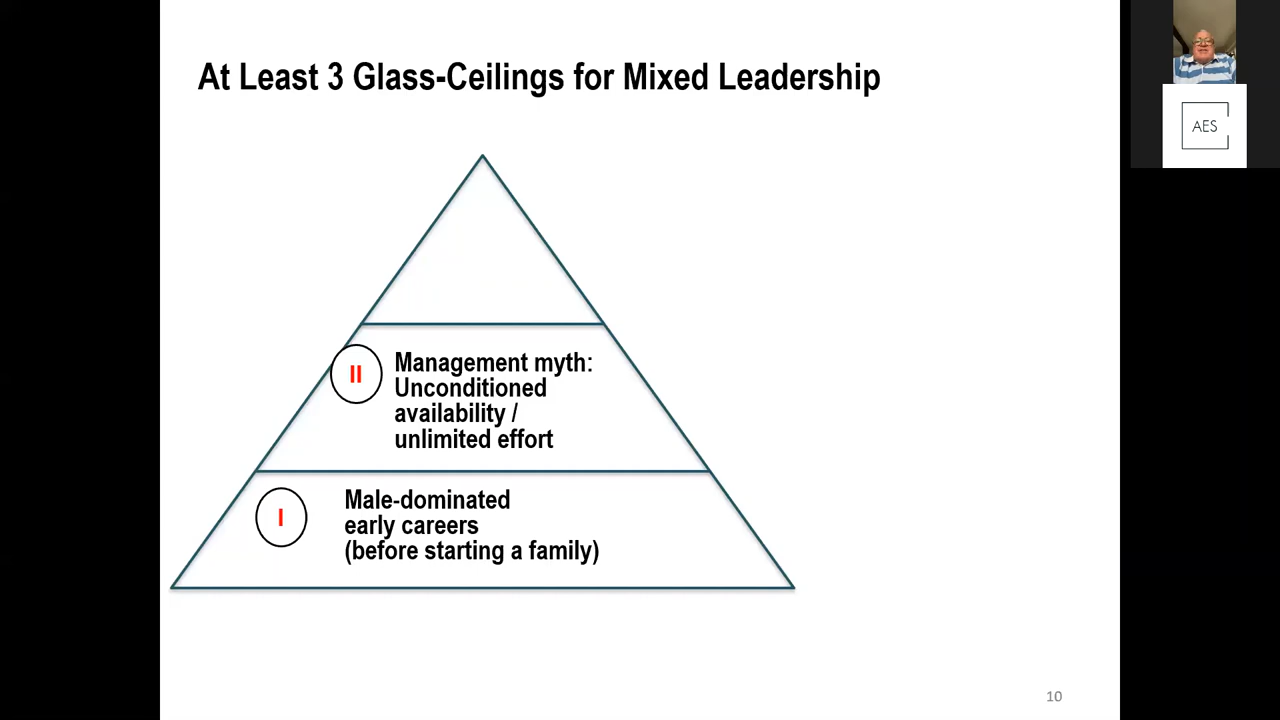 At Least 3 Glass-Ceilings for Mixed Leadership
AES
II
Management myth:
Unconditioned
availability /
unlimited effort
I
Male-dominated
early careers
(before starting a family)
10